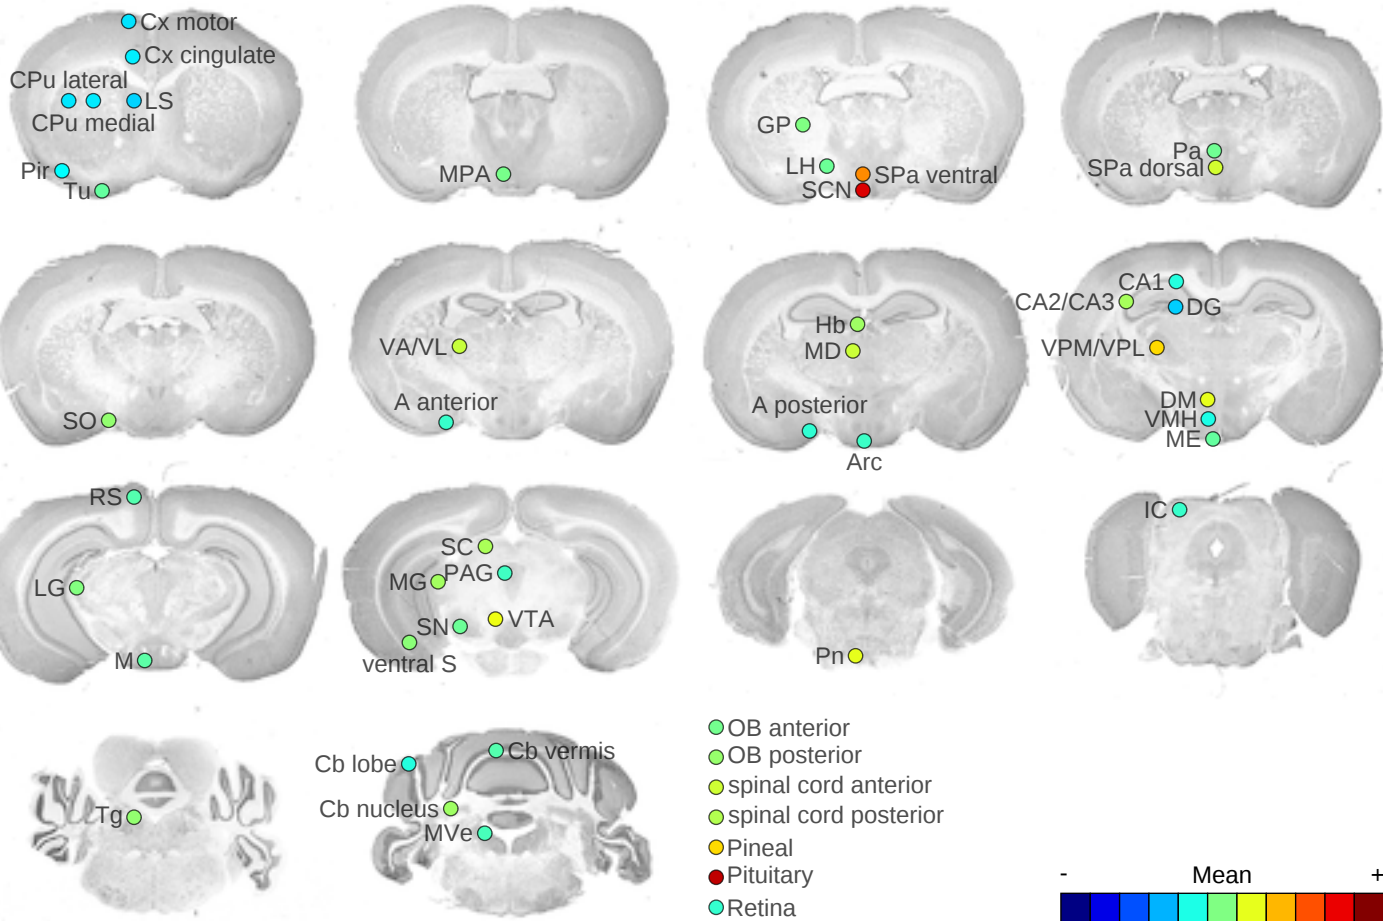 Cx motor
Cx cingulate
CPu lateral
LS
CPu medial
Pir
Tu
MPA
GP
LH
SPa ventral
SCN
Pa
SPa dorsal
SO
VA/VL
A anterior
Hb
MD
A posterior
Arc
CA1
CA2/CA3
DG
VPM/VPL
DM
VMH
ME
RS
LG
M
SC
MG
PAG
SN
VTA
ventral S
Pn
IC
Tg
Cb lobe
Cb vermis
Cb nucleus
MVe
OB anterior
OB posterior
spinal cord anterior
spinal cord posterior
Pineal
Pituitary
Retina
- Mean +